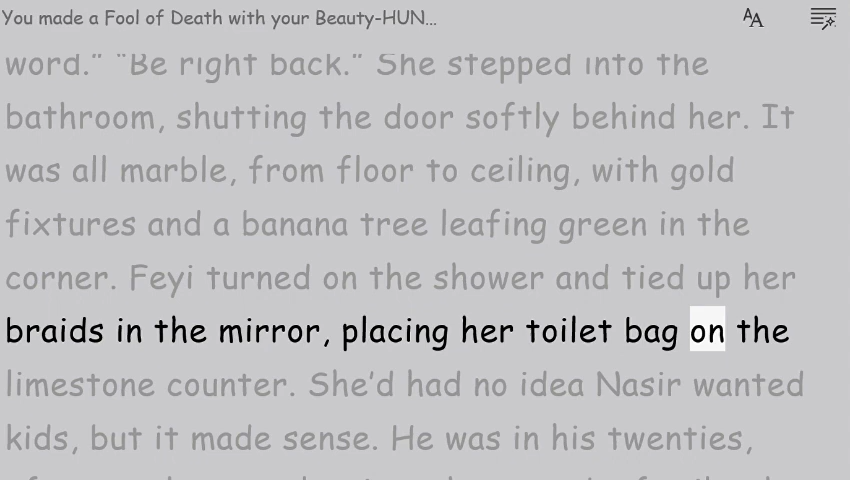 You made a Fool of Death with your Beauty-HUN...
AA
word.” “Be right back.” She stepped into the
bathroom, shutting the door softly behind her. It
was all marble, from floor to ceiling, with gold
fixtures and a banana tree leafing green in the
corner. Feyi turned on the shower and tied up her
braids in the mirror, placing her toilet bag on the
limestone counter. She’d had no idea Nasir wanted
kids, but it made sense. He was in his twenties,